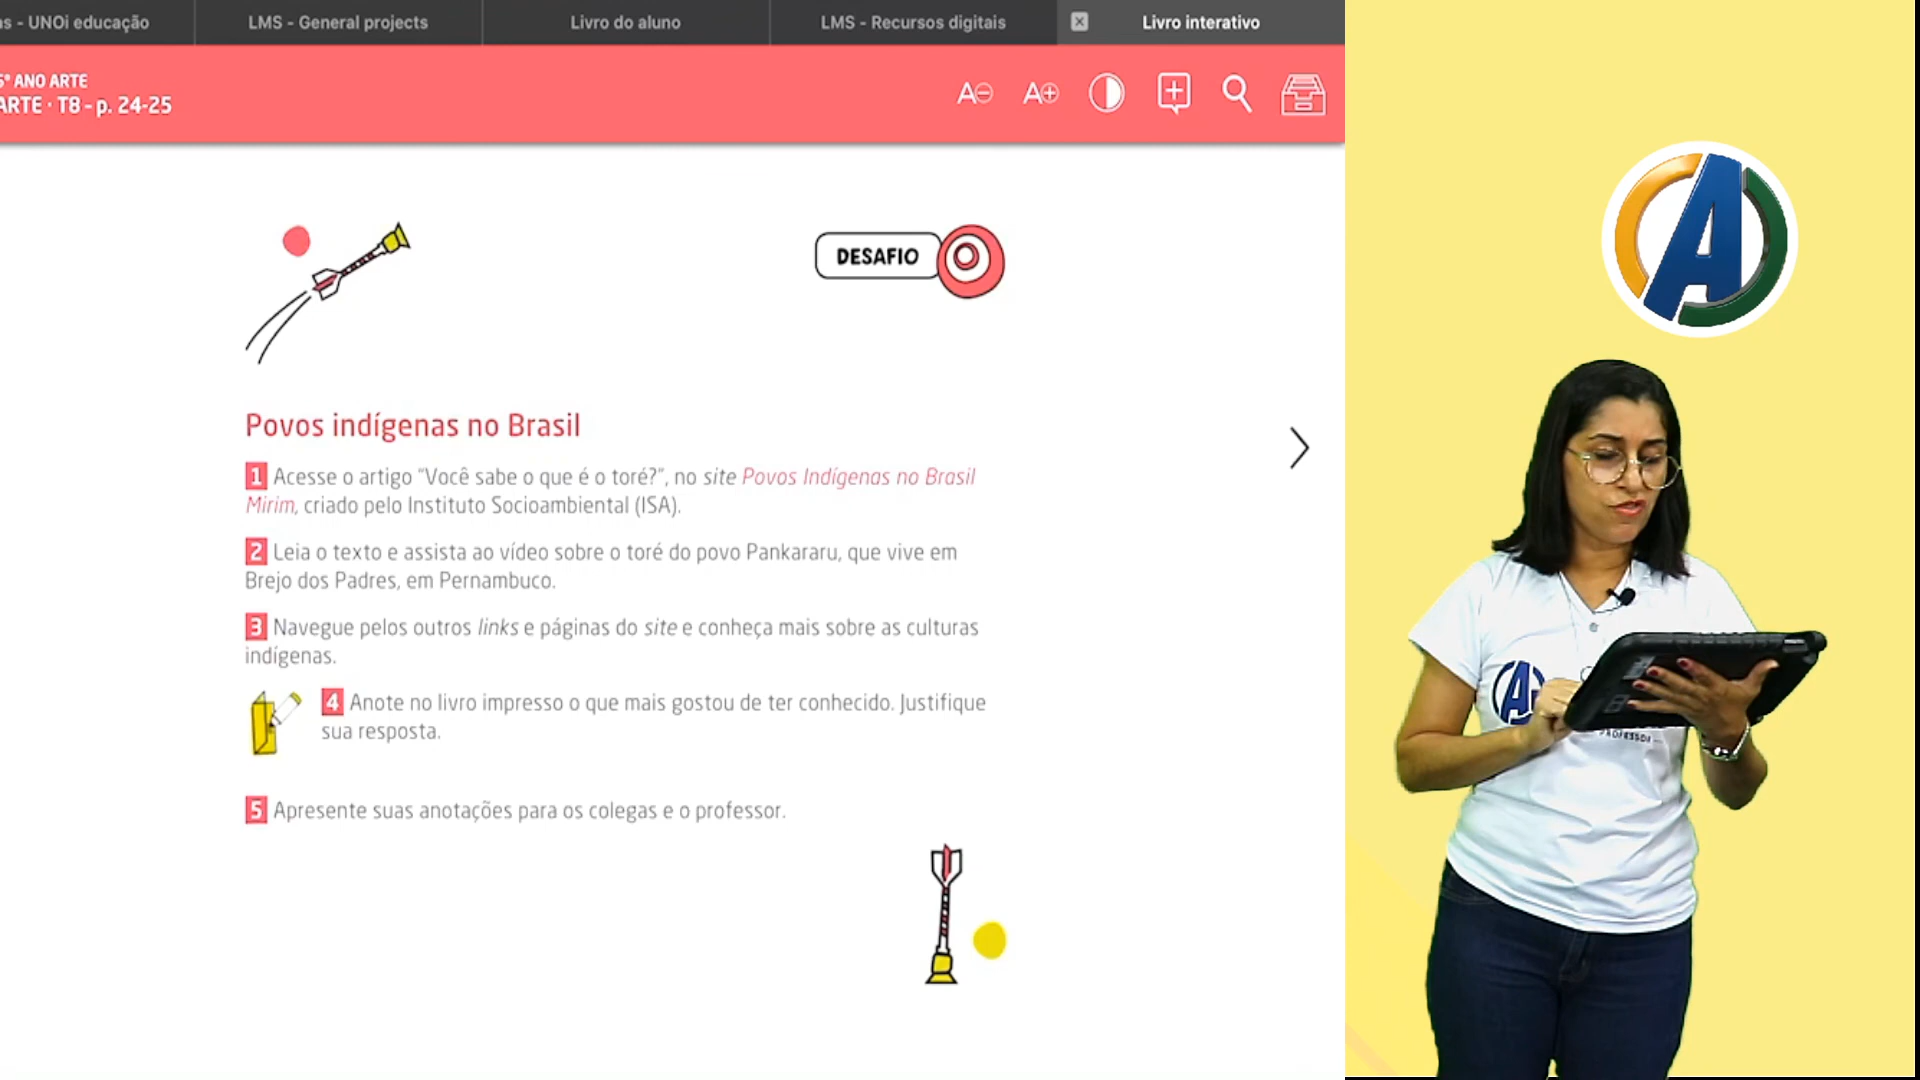 as - UNOi educação
LMS - General projects
Livro do aluno
LMS - Recursos digitais
Livro interativo
5º ANO ARTE
ARTE · T8 – p. 24-25
A
A
DESAFIO
Povos indígenas no Brasil
1 Acesse o artigo “Você sabe o que é o toré?”, no site Povos Indígenas no Brasil
Mirim, criado pelo Instituto Socioambiental (ISA).
2 Leia o texto e assista ao vídeo sobre o toré do povo Pankararu, que vive em
Brejo dos Padres, em Pernambuco.
3 Navegue pelos outros links e páginas do site e conheça mais sobre as culturas
indígenas.
4 Anote no livro impresso o que mais gostou de ter conhecido. Justifique
sua resposta.
5 Apresente suas anotações para os colegas e o professor.
A
A
PROFESSOR